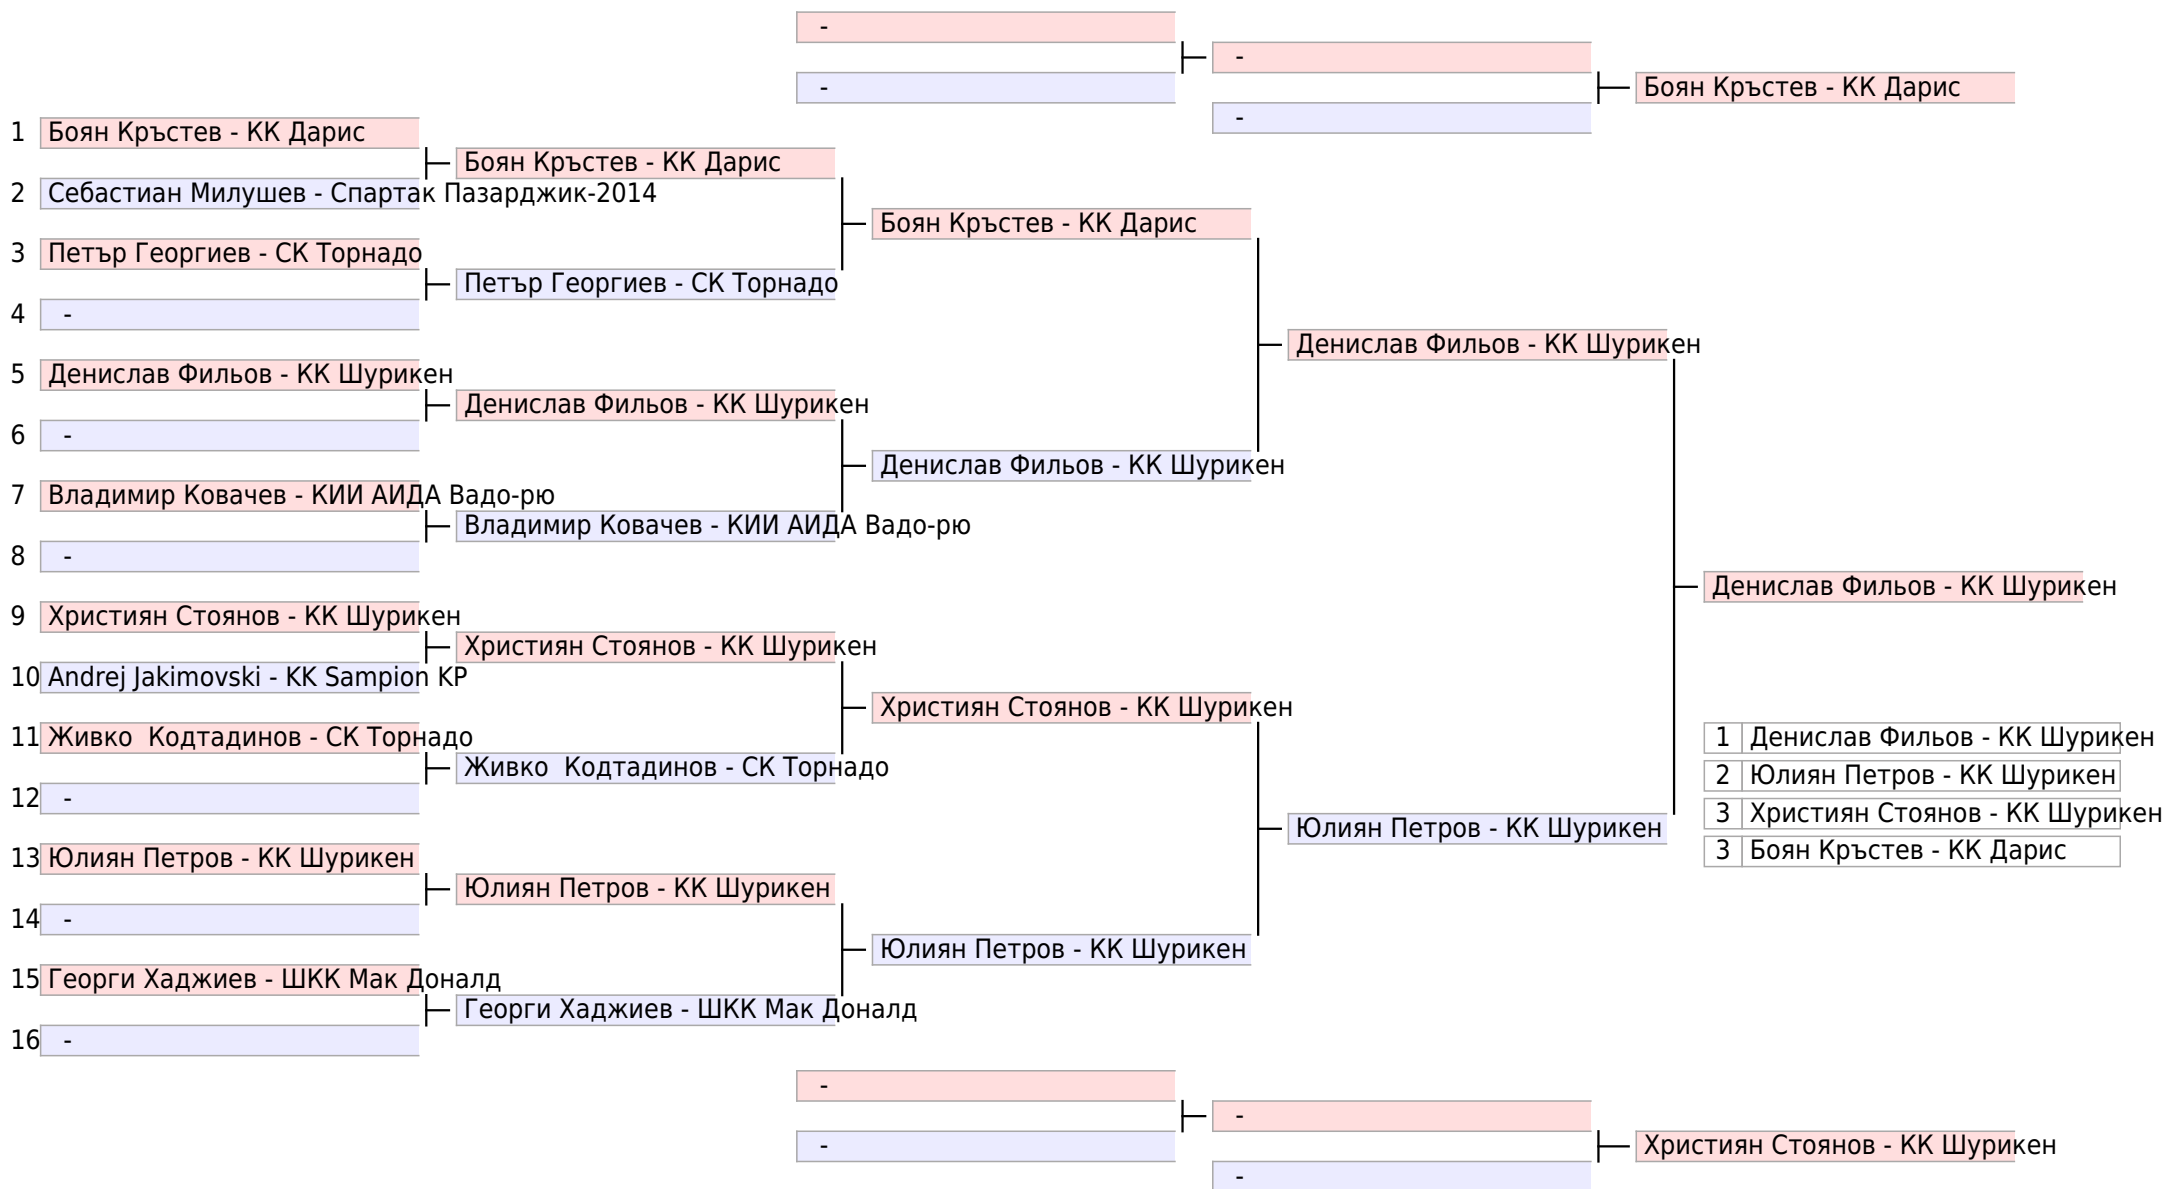 -
-
-
-
Боян Кръстев - КК Дарис
1 Боян Кръстев - КК Дарис
2 Себастиан Милушев - Спартак Пазарджик-2014
3 Петър Георгиев - СК Торнадо
4 -
5 Денислав Фильов - КК Шурикен
6 -
7 Владимир Ковачев - КИИ АИДА Вадо-рю
8 -
9 Християн Стоянов - КК Шурикен
10 Andrej Jakimovski - KK Sampion KP
11 Живко  Кодтадинов - СК Торнадо
12 -
13 Юлиян Петров - КК Шурикен
14 -
15 Георги Хаджиев - ШКК Мак Доналд
16 -
Боян Кръстев - КК Дарис
Петър Георгиев - СК Торнадо
Денислав Фильов - КК Шурикен
Владимир Ковачев - КИИ АИДА Вадо-рю
Християн Стоянов - КК Шурикен
Живко  Кодтадинов - СК Торнадо
Юлиян Петров - КК Шурикен
Георги Хаджиев - ШКК Мак Доналд
Боян Кръстев - КК Дарис
Денислав Фильов - КК Шурикен
Християн Стоянов - КК Шурикен
Юлиян Петров - КК Шурикен
Денислав Фильов - КК Шурикен
Юлиян Петров - КК Шурикен
Денислав Фильов - КК Шурикен
1 Денислав Фильов - КК Шурикен
2 Юлиян Петров - КК Шурикен
3 Християн Стоянов - КК Шурикен
3 Боян Кръстев - КК Дарис
-
-
-
-
Християн Стоянов - КК Шурикен